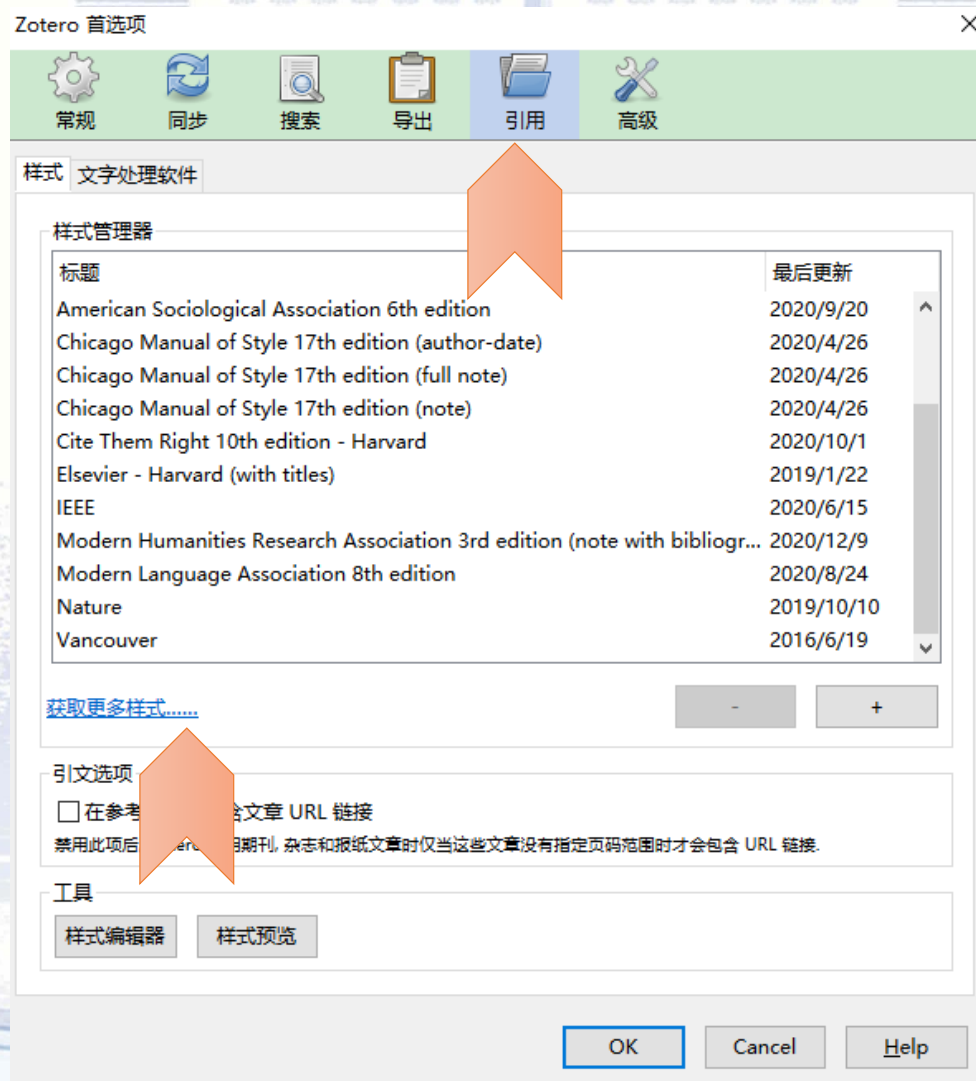 Zotero 首选项
常规 同步 搜索 导出 引用 高级
样式 文字处理软件
样式管理器
标题 最后更新
American Sociological Association 6th edition 2020/9/20
Chicago Manual of Style 17th edition (author-date) 2020/4/26
Chicago Manual of Style 17th edition (full note) 2020/4/26
Chicago Manual of Style 17th edition (note) 2020/4/26
Cite Them Right 10th edition - Harvard 2020/10/1
Elsevier - Harvard (with titles) 2019/1/22
IEEE 2020/6/15
Modern Humanities Research Association 3rd edition (note with bibliogr... 2020/12/9
Modern Language Association 8th edition 2020/8/24
Nature 2019/10/10
Vancouver 2016/6/19
获取更多样式...... - +
引文选项
在参 含文章 URL 链接
禁用此项后 用期刊, 杂志和报纸文章时仅当这些文章没有指定页码范围时才会包含 URL 链接.
工具
样式编辑器 样式预览
OK Cancel Help